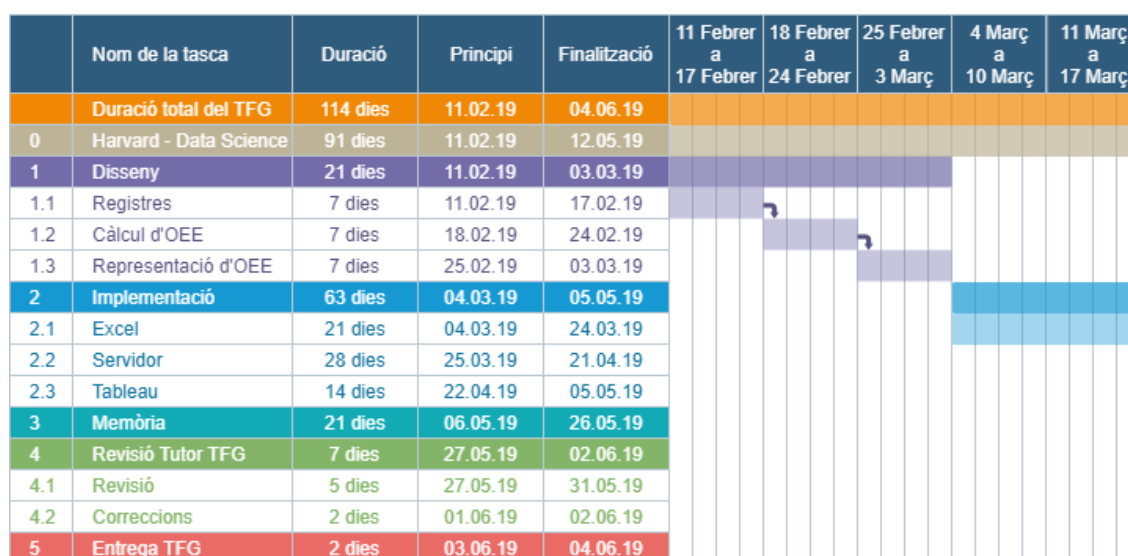 Nom de la tasca Duració Principi Finalització 11 Febrer a 17 Febrer 18 Febrer a 24 Febrer 25 Febrer a 3 Març 4 Març a 10 Març 11 Març a 17 Març
Duració total del TFG 114 dies 11.02.19 04.06.19
0 Harvard - Data Science 91 dies 11.02.19 12.05.19
1 Disseny 21 dies 11.02.19 03.03.19
1.1 Registres 7 dies 11.02.19 17.02.19
1.2 Càlcul d'OEE 7 dies 18.02.19 24.02.19
1.3 Representació d'OEE 7 dies 25.02.19 03.03.19
2 Implementació 63 dies 04.03.19 05.05.19
2.1 Excel 21 dies 04.03.19 24.03.19
2.2 Servidor 28 dies 25.03.19 21.04.19
2.3 Tableau 14 dies 22.04.19 05.05.19
3 Memòria 21 dies 06.05.19 26.05.19
4 Revisió Tutor TFG 7 dies 27.05.19 02.06.19
4.1 Revisió 5 dies 27.05.19 31.05.19
4.2 Correccions 2 dies 01.06.19 02.06.19
5 Entrega TFG 2 dies 03.06.19 04.06.19